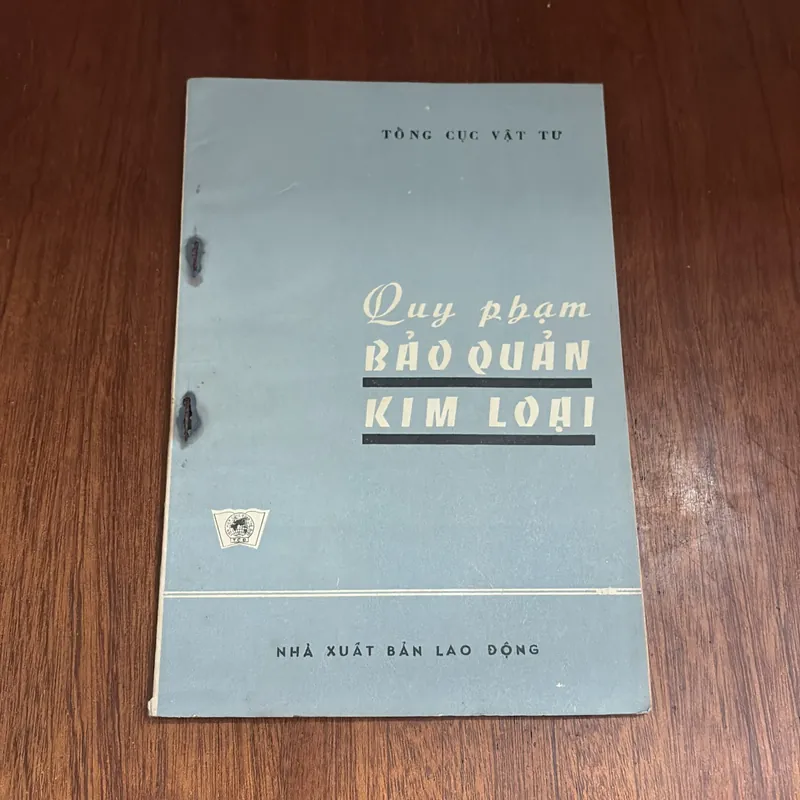 TỔNG CỤC VẬT TƯ
Quy phạm
BẢO QUẢN
KIM LOẠI
NHÀ XUẤT BẢN LAO ĐỘNG